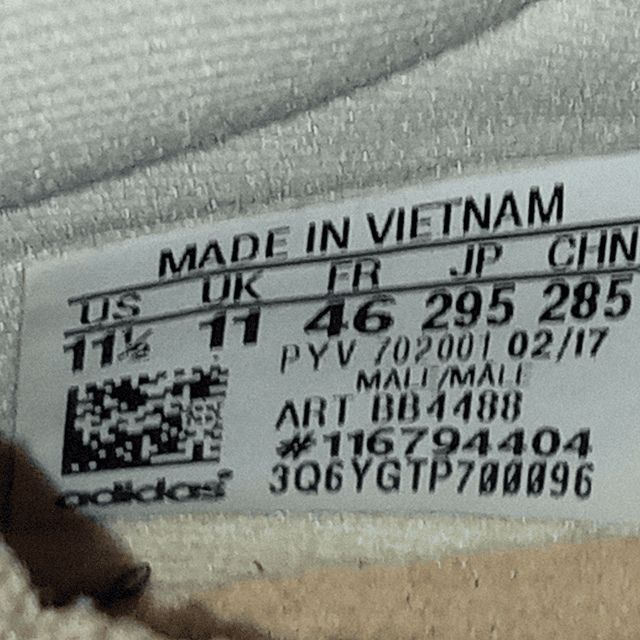 MADE IN VIETNAM
US UK FR JP CHN
11½ 11 46 295 285
PYV 702001 02/17
MALE/MALE
ART BB4488
#116794404
3Q6YGTP700096
adidas